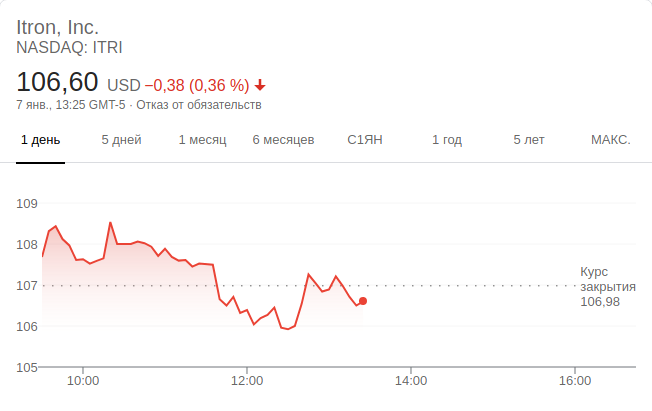 Itron, Inc.
NASDAQ: ITRI
106,60 USD −0,38 (0,36 %)
7 янв., 13:25 GMT-5 · Отказ от обязательств
1 день 5 дней 1 месяц 6 месяцев С1ЯН 1 год 5 лет МАКС.
109
108
107
106
105
Курс
закрытия
106,98
10:00 12:00 14:00 16:00